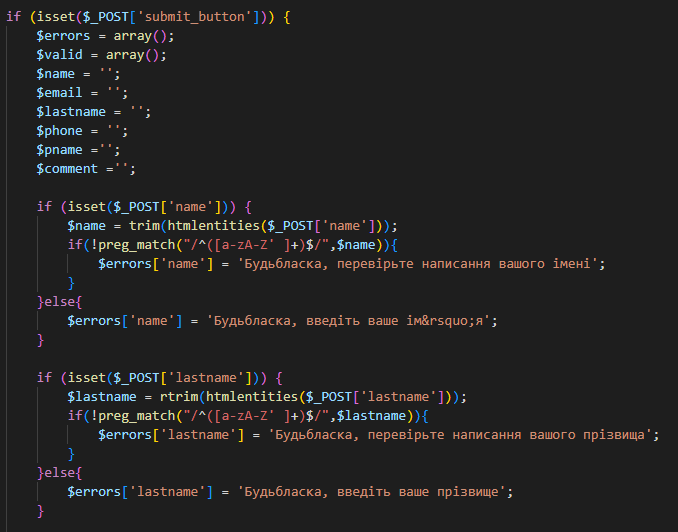 if (isset($_POST['submit_button'])) {
$errors = array();
$valid = array();
$name = '';
$email = '';
$lastname = '';
$phone = '';
$pname ='';
$comment ='';
if (isset($_POST['name'])) {
$name = trim(htmlentities($_POST['name']));
if(!preg_match("/^([a-zA-Z' ]+)$/",$name)){
$errors['name'] = 'Будьбласка, перевірьте написання вашого імені';
}
}else{
$errors['name'] = 'Будьбласка, введіть ваше ім&rsquo;я';
}
if (isset($_POST['lastname'])) {
$lastname = rtrim(htmlentities($_POST['lastname']));
if(!preg_match("/^([a-zA-Z' ]+)$/",$lastname)){
$errors['lastname'] = 'Будьбласка, перевірьте написання вашого прізвища';
}
}else{
$errors['lastname'] = 'Будьбласка, введіть ваше прізвище';
}